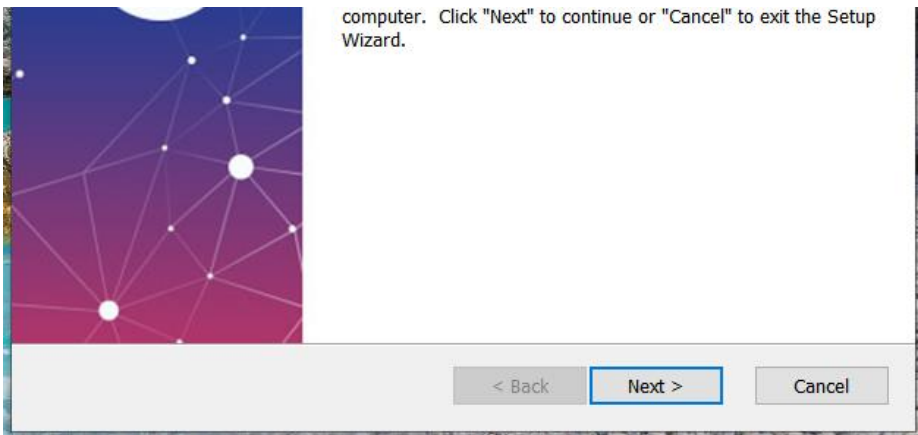 computer.  Click "Next" to continue or "Cancel" to exit the Setup
Wizard.
< Back
Next >
Cancel